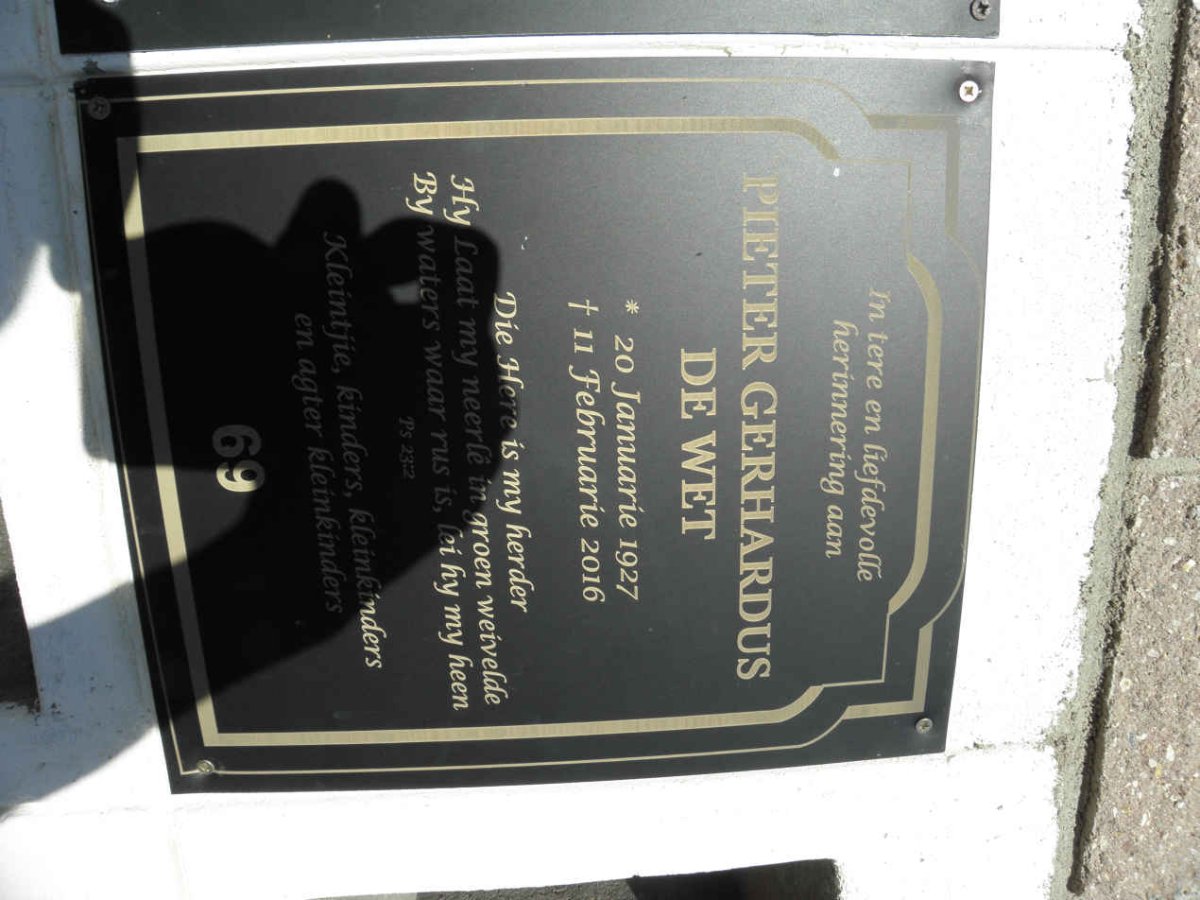 In tere en liefdevolle
herinnering aan
PIETER GERHARDUS
DE WET
* 20 Januarie 1927
† 11 Februarie 2016
Die Herre is my herder
Hy Laat my neerlê in groen weivelde
By waters waar rus is, lei hy my heen
Ps 23:2
Kleintjie, kinders, kleinkinders
en agter kleinkinders
69